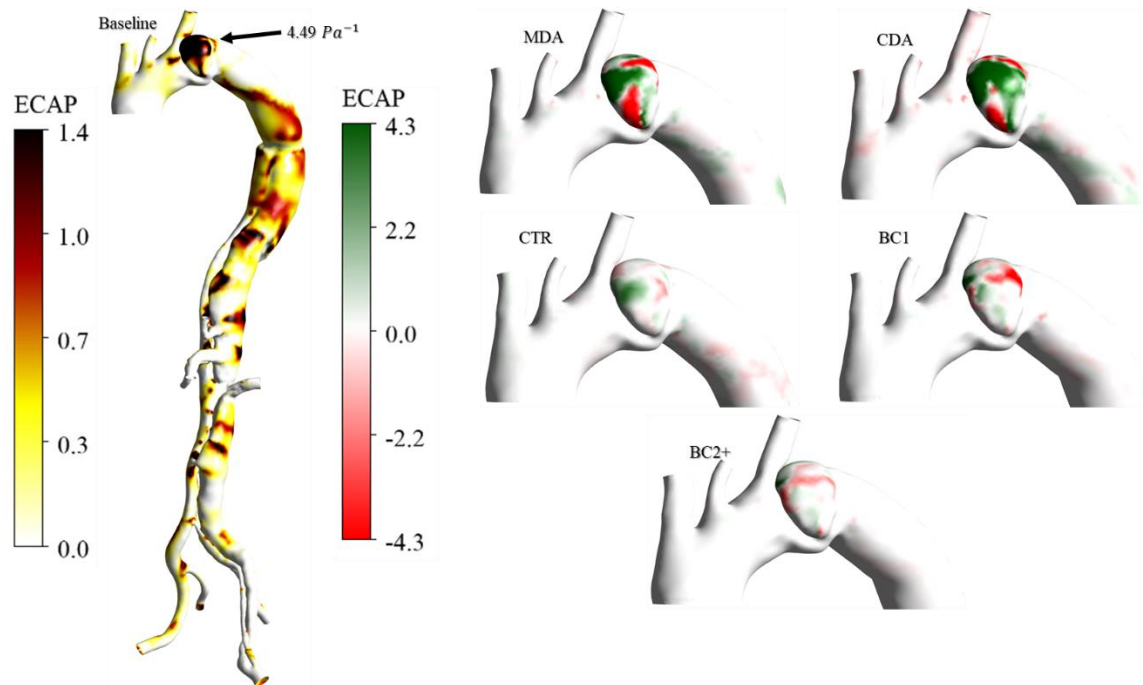 Baseline
4.49 Pa⁻¹
ECAP
1.4
1.0
0.7
0.3
0.0
ECAP
4.3
2.2
0.0
-2.2
-4.3
MDA
CDA
CTR
BC1
BC2+